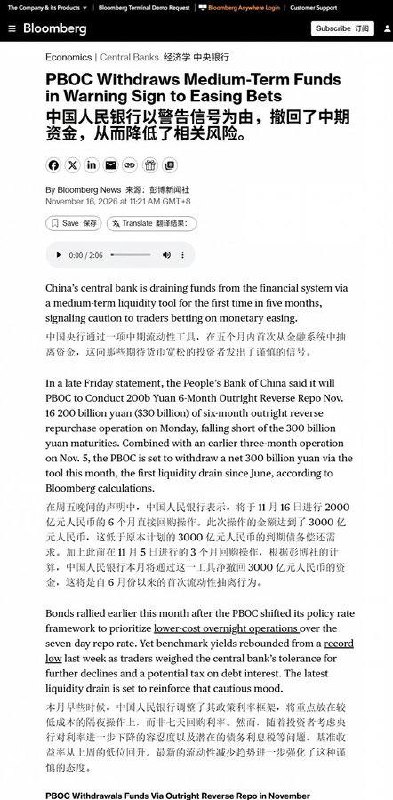 The Company & Its Products ▾ | Bloomberg Terminal Demo Request | Bloomberg Anywhere Login | Customer Support
≡ Bloomberg
Subscribe 订阅
Economics | Central Banks 经济学 中央银行
PBOC Withdraws Medium-Term Funds
in Warning Sign to Easing Bets
中国人民银行以警告信号为由，撤回了中期
资金，从而降低了相关风险。
By Bloomberg News 来源：彭博新闻社
November 16, 2026 at 11:21 AM GMT+8
Save 保存
Translate 翻译结果:
0:00 / 2:06
China's central bank is draining funds from the financial system via
a medium-term liquidity tool for the first time in five months,
signaling caution to traders betting on monetary easing.
中国央行通过一项中期流动性工具，在五个月内首次从金融系统中抽
离资金，这向那些期待货币宽松的投资者发出了谨慎的信号。
In a late Friday statement, the People's Bank of China said it will
PBOC to Conduct 200b Yuan 6-Month Outright Reverse Repo Nov.
16 200 billion yuan ($30 billion) of six-month outright reverse
repurchase operation on Monday, falling short of the 300 billion
yuan maturities. Combined with an earlier three-month operation
on Nov. 5, the PBOC is set to withdraw a net 300 billion yuan via the
tool this month, the first liquidity drain since June, according to
Bloomberg calculations.
在周五晚间的声明中，中国人民银行表示，将于 11 月 16 日进行 2000
亿元人民币的 6 个月直接回购操作。此次操作的金额达到了 3000 亿
元人民币，这低于原本计划的 3000 亿元人民币的到期债务偿还需
求。加上此前在 11 月 5 日进行的 3 个月回购操作，根据彭博社的计
算，中国人民银行本月将通过这一工具净撤回 3000 亿元人民币的资
金，这将是自 6 月份以来的首次流动性抽离行为。
Bonds rallied earlier this month after the PBOC shifted its policy rate
framework to prioritize lower-cost overnight operations over the
seven-day repo rate. Yet benchmark yields rebounded from a record
low last week as traders weighed the central bank's tolerance for
further declines and a potential tax on debt interest. The latest
liquidity drain is set to reinforce that cautious mood.
本月早些时候，中国人民银行调整了其政策利率框架，将重点放在较
低成本的隔夜操作上，而非七天回购利率。然而，随着投资者考虑央
行对利率进一步下降的容忍度以及潜在的债务利息税等问题，基准收
益率从上周的低位回升。最新的流动性减少趋势进一步强化了这种谨
慎的态度。
PBOC Withdrawals Funds Via Outright Reverse Repo in November